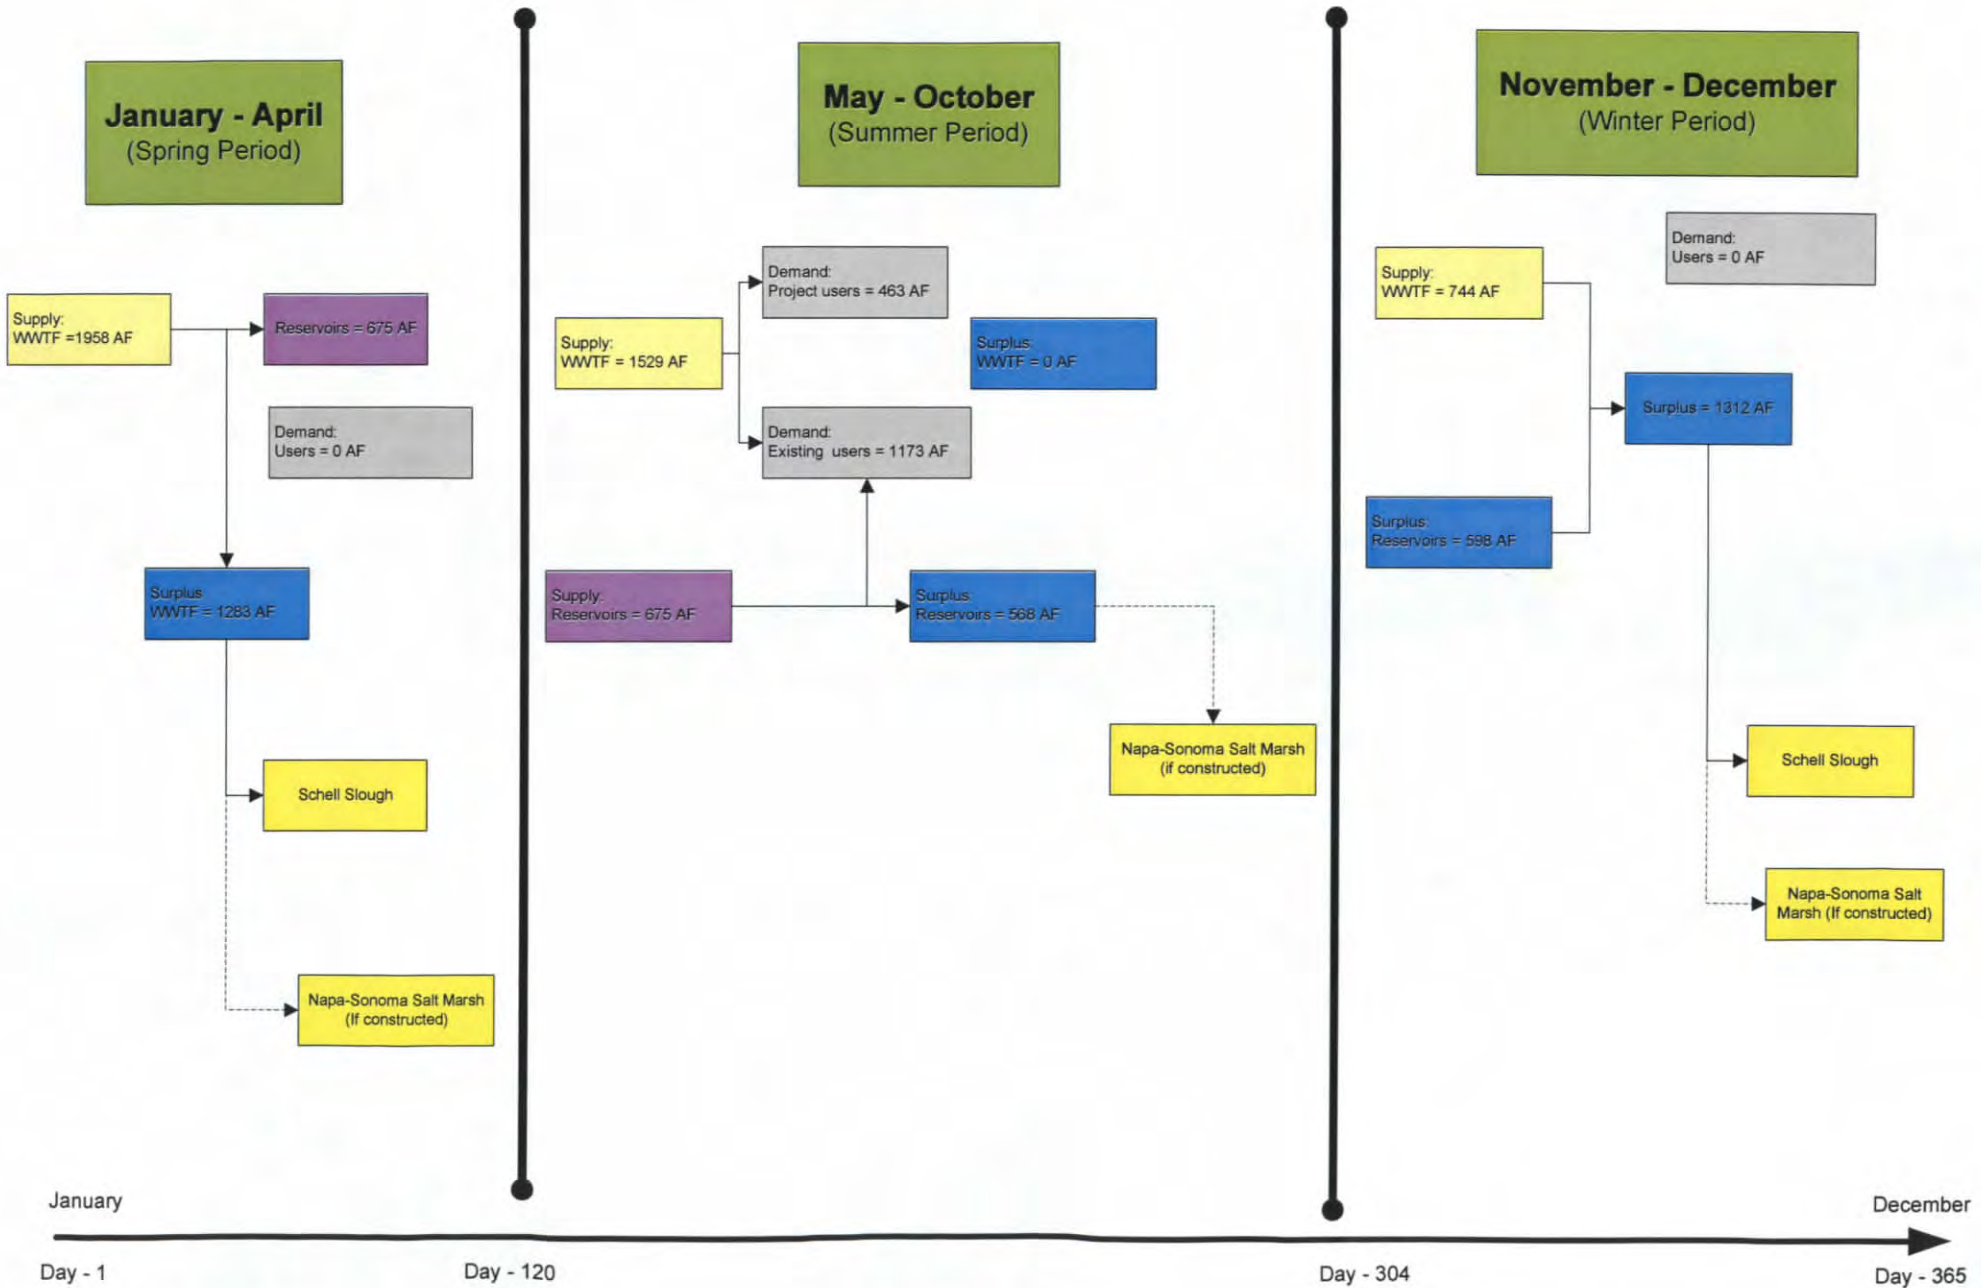 January - April
(Spring Period)
Supply:
WWTF =1958 AF
Reservoirs = 675 AF
Demand:
Users = 0 AF
Surplus
WWTF = 1283 AF
Schell Slough
Napa-Sonoma Salt Marsh
(If constructed)
May - October
(Summer Period)
Demand:
Project users = 463 AF
Supply:
WWTF = 1529 AF
Surplus:
WWTF = 0 AF
Demand:
Existing users = 1173 AF
Supply:
Reservoirs = 675 AF
Surplus:
Reservoirs = 568 AF
Napa-Sonoma Salt Marsh
(if constructed)
November - December
(Winter Period)
Demand:
Users = 0 AF
Supply:
WWTF = 744 AF
Surplus = 1312 AF
Surplus:
Reservoirs = 598 AF
Schell Slough
Napa-Sonoma Salt
Marsh (If constructed)
January
December
Day - 1
Day - 120
Day - 304
Day - 365